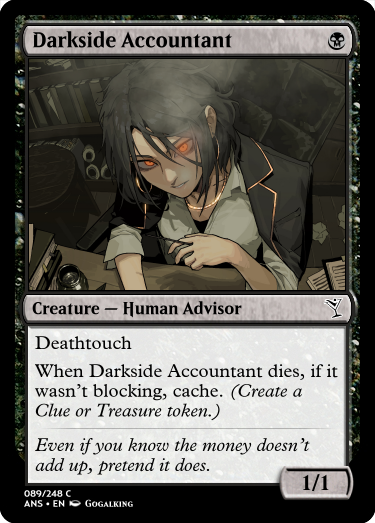 Darkside Accountant
Creature — Human Advisor
Deathtouch
When Darkside Accountant dies, if it
wasn't blocking, cache. (Create a
Clue or Treasure token.)
Even if you know the money doesn't
add up, pretend it does.
1/1
089/248 C
ANS • EN Gogalking